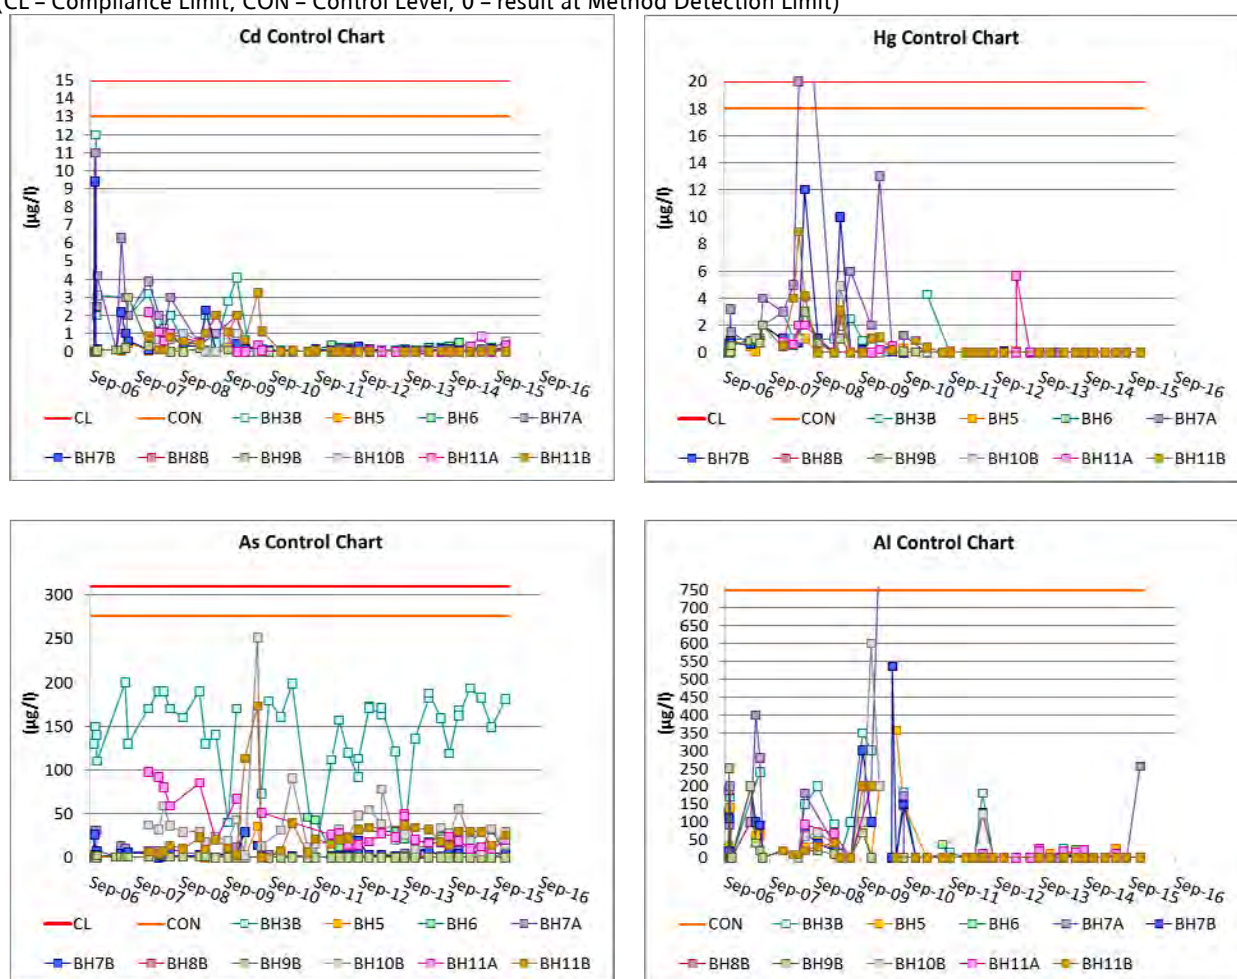 (CL – Compliance Limit, CON – Control Level, 0 – result at Method Detection Limit)
Cd Control Chart
15
14
13
12
11
10
9
8
7
6
5
4
3
2
1
0
(µg/l)
Sep-06 Sep-07 Sep-08 Sep-09 Sep-10 Sep-11 Sep-12 Sep-13 Sep-14 Sep-15 Sep-16
CL CON BH3B BH5 BH6 BH7A
BH7B BH8B BH9B BH10B BH11A BH11B
Hg Control Chart
20
18
16
14
12
10
8
6
4
2
0
(µg/l)
Sep-06 Sep-07 Sep-08 Sep-09 Sep-10 Sep-11 Sep-12 Sep-13 Sep-14 Sep-15 Sep-16
CL CON BH3B BH5 BH6 BH7A
BH7B BH8B BH9B BH10B BH11A BH11B
As Control Chart
300
250
200
150
100
50
0
(µg/l)
Sep-06 Sep-07 Sep-08 Sep-09 Sep-10 Sep-11 Sep-12 Sep-13 Sep-14 Sep-15 Sep-16
CL CON BH3B BH5 BH6 BH7A
BH7B BH8B BH9B BH10B BH11A BH11B
Al Control Chart
750
700
650
600
550
500
450
400
350
300
250
200
150
100
50
0
(µg/l)
Sep-06 Sep-07 Sep-08 Sep-09 Sep-10 Sep-11 Sep-12 Sep-13 Sep-14 Sep-15 Sep-16
CON BH3B BH5 BH6 BH7A BH7B
BH8B BH9B BH10B BH11A BH11B